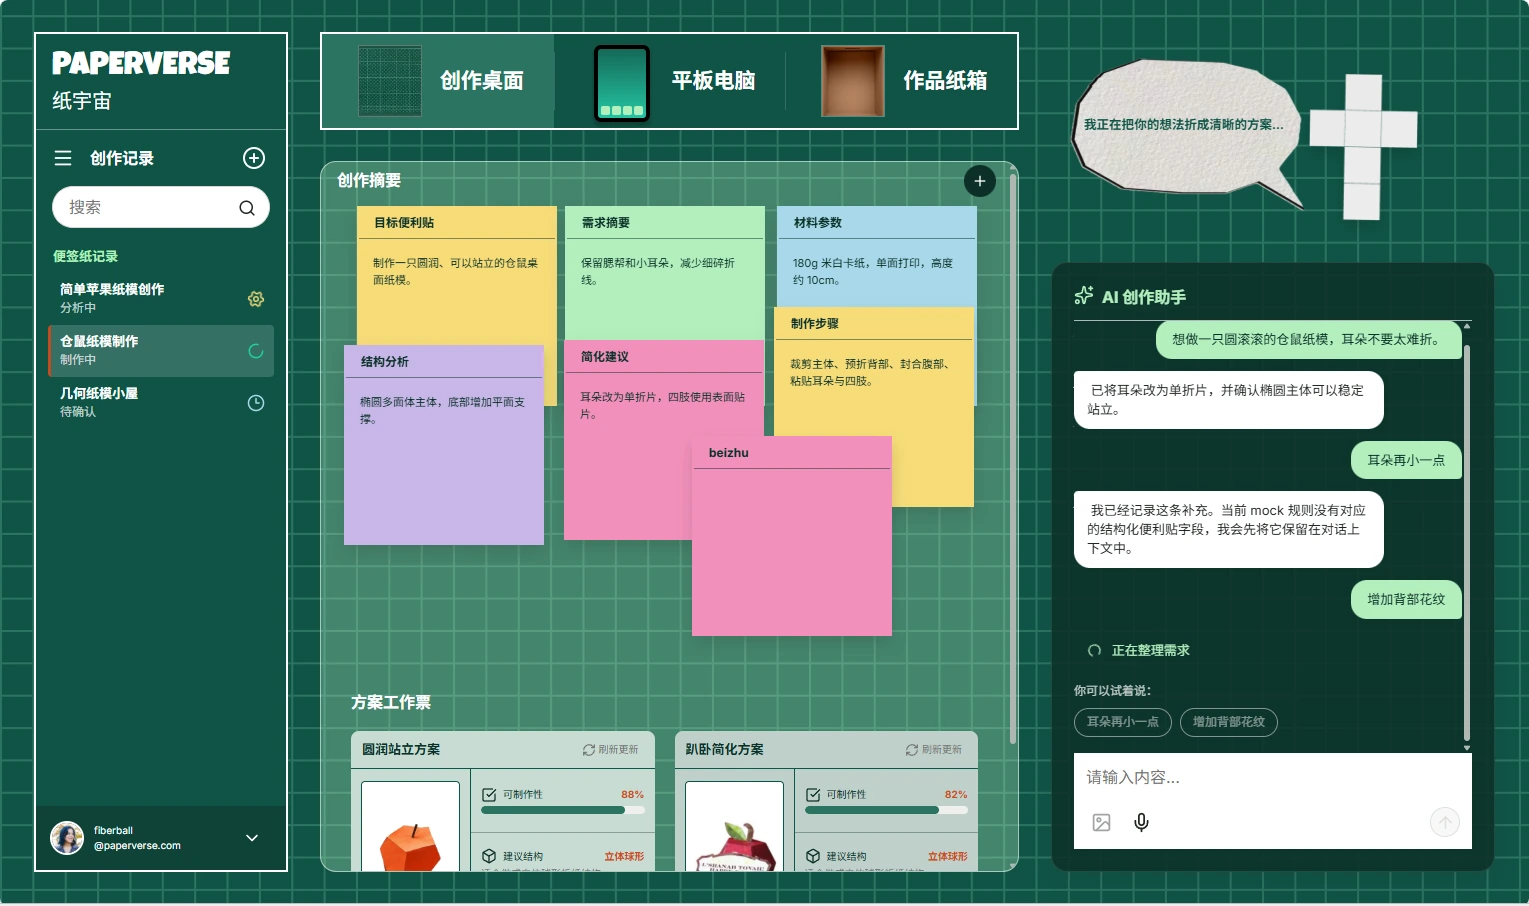 PAPERVERSE
纸宇宙
创作记录
搜索
便签纸记录
简单苹果纸模创作
分析中
仓鼠纸模制作
制作中
几何纸模小屋
待确认
fiberball
@paperverse.com
创作桌面
平板电脑
作品纸箱
创作摘要
目标便利贴
制作一只圆润、可以站立的仓鼠桌
面纸模。
需求摘要
保留腮帮和小耳朵，减少细碎折
线。
材料参数
180g 米白卡纸，单面打印，高度
约 10cm。
结构分析
椭圆多面体主体，底部增加平面支
撑。
简化建议
耳朵改为单折片，四肢使用表面贴
片。
制作步骤
裁剪主体、预折背部、封合腹部、
粘贴耳朵与四肢。
beizhu
方案工作票
圆润站立方案
刷新更新
可制作性
88%
建议结构
立体球形
趴卧简化方案
刷新更新
可制作性
82%
建议结构
立体球形
L'SHANAH TOVAH
我正在把你的想法折成清晰的方案...
AI 创作助手
想做一只圆滚滚的仓鼠纸模，耳朵不要太难折。
已将耳朵改为单折片，并确认椭圆主体可以稳定
站立。
耳朵再小一点
我已经记录这条补充。当前 mock 规则没有对应
的结构化便利贴字段，我会先将它保留在对话上
下文中。
增加背部花纹
正在整理需求
你可以试着说：
耳朵再小一点
增加背部花纹
请输入内容...